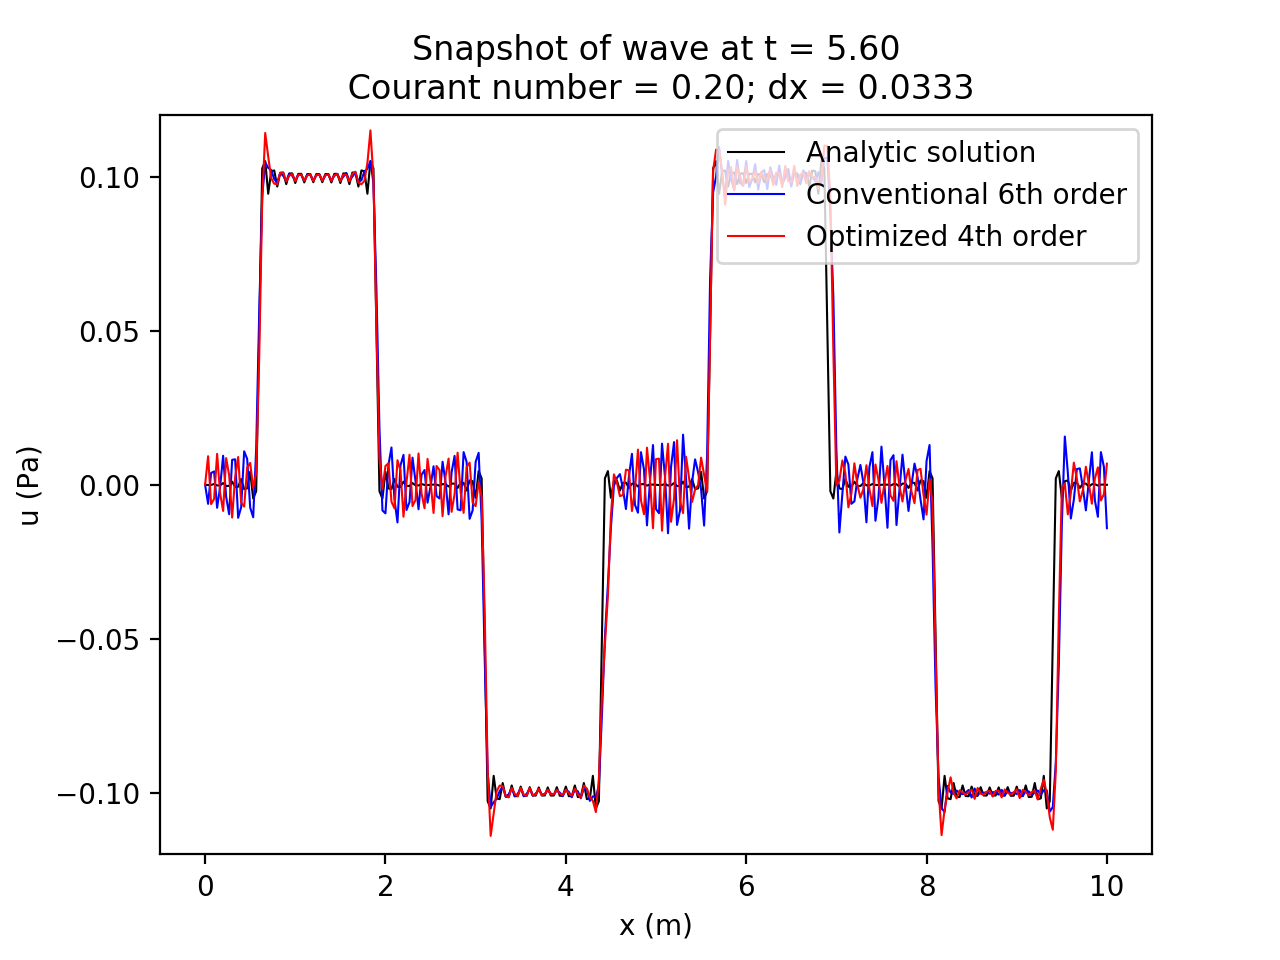 Snapshot of wave at t = 5.60
Courant number = 0.20; dx = 0.0333
Analytic solution
Conventional 6th order
Optimized 4th order
0.10
0.05
0.00
−0.05
−0.10
u (Pa)
0 2 4 6 8 10
x (m)